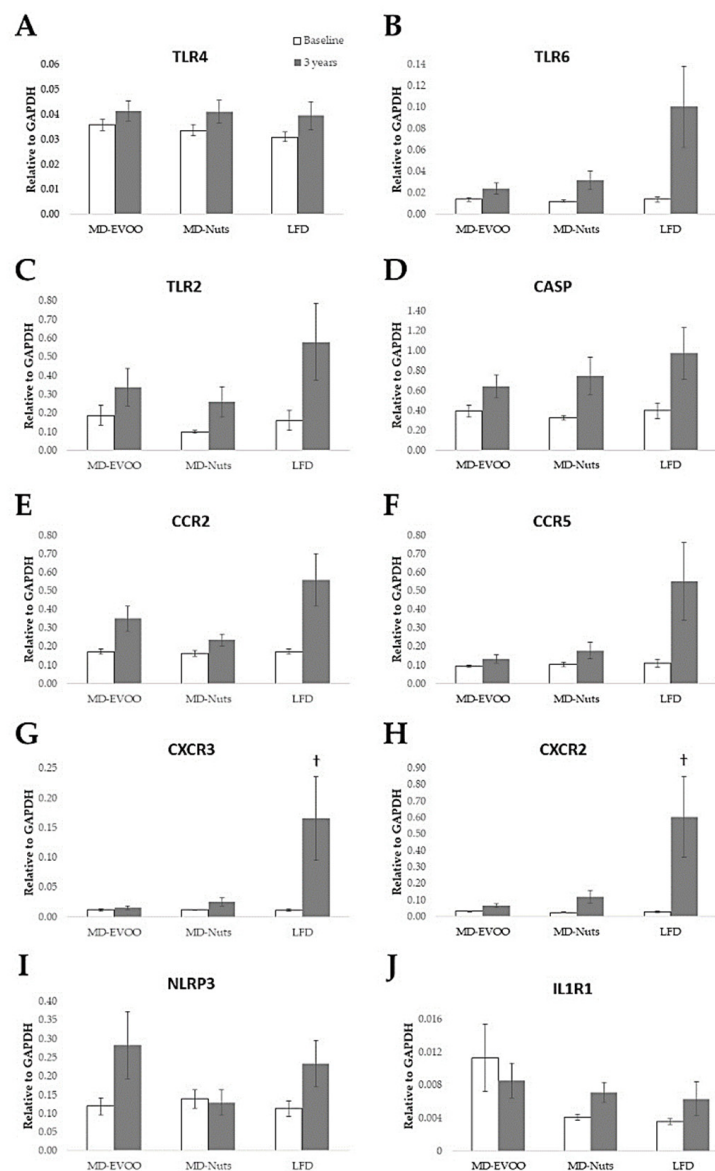 A
TLR4
Baseline
3 years
Relative to GAPDH
0.06
0.05
0.04
0.03
0.02
0.01
0.00
MD-EVOO MD-Nuts LFD
B
TLR6
Relative to GAPDH
0.14
0.12
0.10
0.08
0.06
0.04
0.02
0.00
MD-EVOO MD-Nuts LFD
C
TLR2
Relative to GAPDH
0.80
0.70
0.60
0.50
0.40
0.30
0.20
0.10
0.00
MD-EVOO MD-Nuts LFD
D
CASP
Relative to GAPDH
1.40
1.20
1.00
0.80
0.60
0.40
0.20
0.00
MD-EVOO MD-Nuts LFD
E
CCR2
Relative to GAPDH
0.80
0.70
0.60
0.50
0.40
0.30
0.20
0.10
0.00
MD-EVOO MD-Nuts LFD
F
CCR5
Relative to GAPDH
0.80
0.70
0.60
0.50
0.40
0.30
0.20
0.10
0.00
MD-EVOO MD-Nuts LFD
G
CXCR3
†
Relative to GAPDH
0.25
0.20
0.15
0.10
0.05
0.00
MD-EVOO MD-Nuts LFD
H
CXCR2
†
Relative to GAPDH
0.90
0.80
0.70
0.60
0.50
0.40
0.30
0.20
0.10
0.00
MD-EVOO MD-Nuts LFD
I
NLRP3
Relative to GAPDH
0.40
0.35
0.30
0.25
0.20
0.15
0.10
0.05
0.00
MD-EVOO MD-Nuts LFD
J
IL1R1
Relative to GAPDH
0.016
0.012
0.008
0.004
0
MD-EVOO MD-Nuts LFD